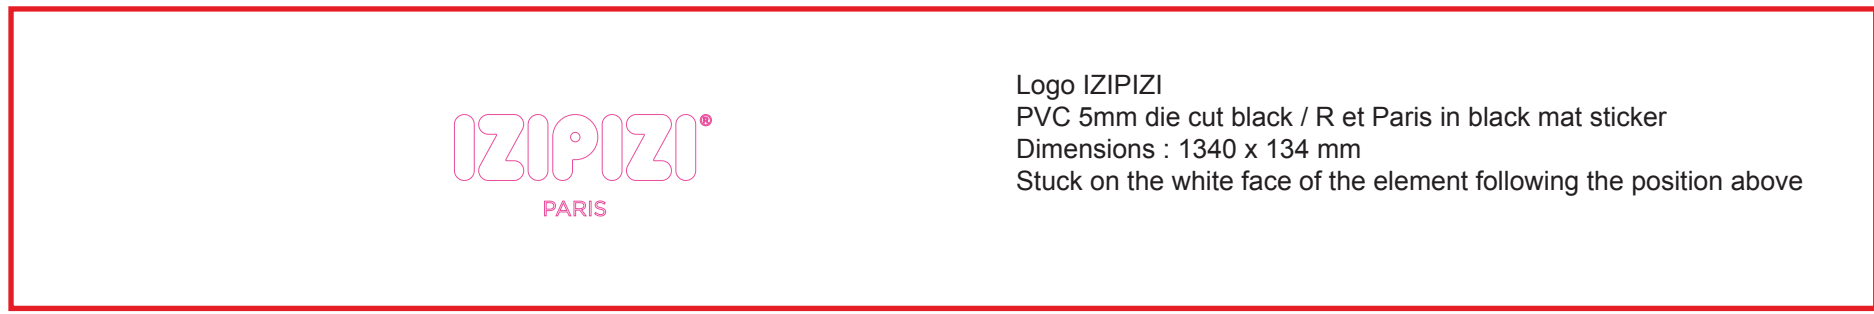 IZIPIZI®
PARIS
Logo IZIPIZI
PVC 5mm die cut black / R et Paris in black mat sticker
Dimensions : 1340 x 134 mm
Stuck on the white face of the element following the position above